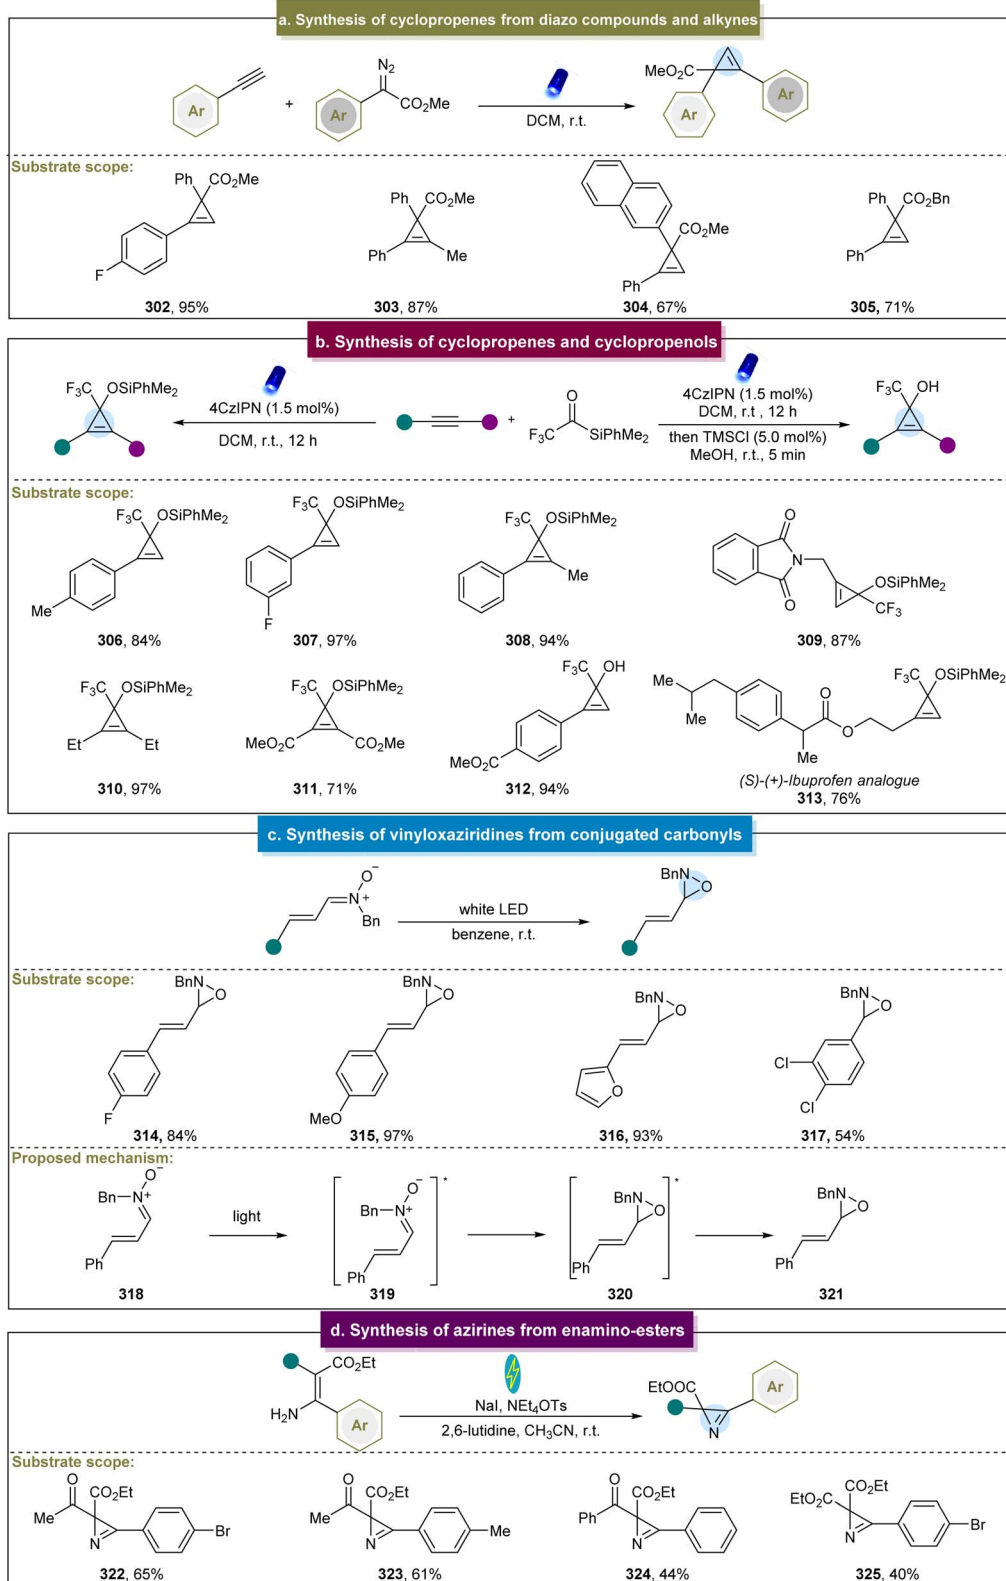 a. Synthesis of cyclopropenes from diazo compounds and alkynes
Ar
+
N₂
Ar
CO₂Me
DCM, r.t.
MeO₂C
Ar
Ar
Substrate scope:
Ph CO₂Me
F
302, 95%
Ph CO₂Me
Ph Me
303, 87%
CO₂Me
Ph
304, 67%
Ph CO₂Bn
Ph
305, 71%
b. Synthesis of cyclopropenes and cyclopropenols
F₃C OSiPhMe₂
4CzIPN (1.5 mol%)
DCM, r.t., 12 h
+
O
F₃C SiPhMe₂
4CzIPN (1.5 mol%)
DCM, r.t , 12 h
then TMSCl (5.0 mol%)
MeOH, r.t., 5 min
F₃C OH
Substrate scope:
F₃C OSiPhMe₂
Me
306, 84%
F₃C OSiPhMe₂
F
307, 97%
F₃C OSiPhMe₂
Me
308, 94%
O
N
O
OSiPhMe₂
CF₃
309, 87%
F₃C OSiPhMe₂
Et Et
310, 97%
F₃C OSiPhMe₂
MeO₂C CO₂Me
311, 71%
F₃C OH
MeO₂C
312, 94%
Me
Me
O
O
Me
F₃C OSiPhMe₂
(S)-(+)-Ibuprofen analogue
313, 76%
c. Synthesis of vinyloxaziridines from conjugated carbonyls
O⁻
N⁺
Bn
white LED
benzene, r.t.
BnN
O
Substrate scope:
BnN
O
F
314, 84%
BnN
O
MeO
315, 97%
BnN
O
O
316, 93%
BnN
O
Cl
Cl
317, 54%
Proposed mechanism:
O⁻
Bn N⁺
Ph
318
light
O⁻ *
Bn N⁺
Ph
319
BnN *
O
Ph
320
BnN
O
Ph
321
d. Synthesis of azirines from enamino-esters
CO₂Et
H₂N
Ar
NaI, NEt₄OTs
2,6-lutidine, CH₃CN, r.t.
EtOOC
N
Ar
Substrate scope:
O
CO₂Et
Me
N
Br
322, 65%
O
CO₂Et
Me
N
Me
323, 61%
O
CO₂Et
Ph
N
324, 44%
CO₂Et
EtO₂C
N
Br
325, 40%